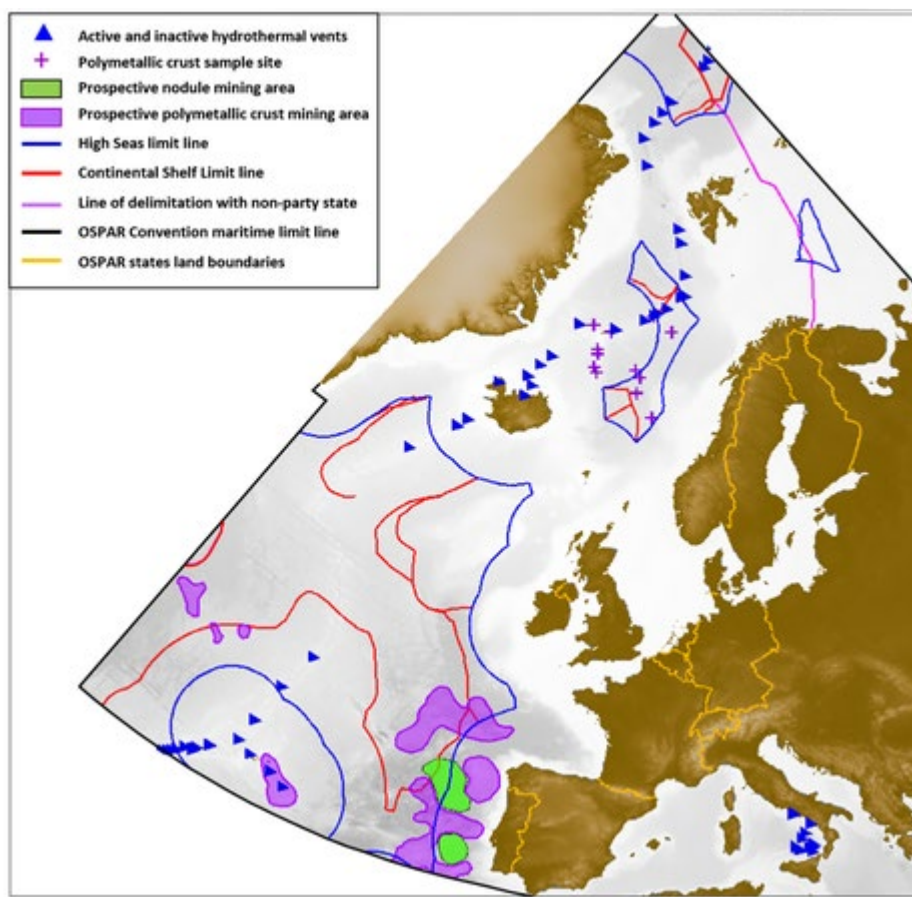 Active and inactive hydrothermal vents
Polymetallic crust sample site
Prospective nodule mining area
Prospective polymetallic crust mining area
High Seas limit line
Continental Shelf Limit line
Line of delimitation with non-party state
OSPAR Convention maritime limit line
OSPAR states land boundaries